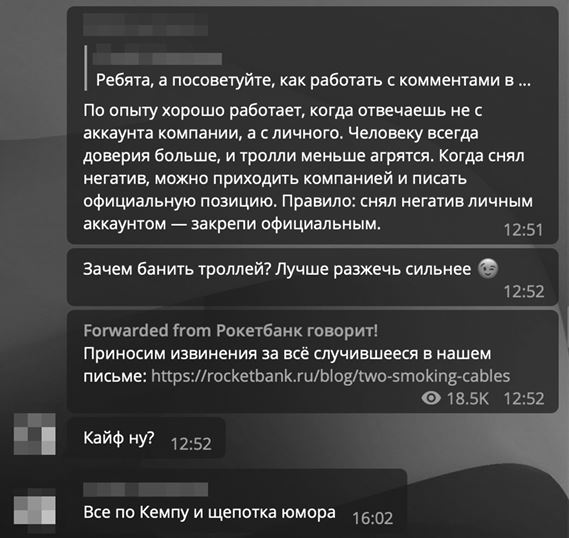 Ребята, а посоветуйте, как работать с комментами в ...
По опыту хорошо работает, когда отвечаешь не с
аккаунта компании, а с личного. Человеку всегда
доверия больше, и тролли меньше агрятся. Когда снял
негатив, можно приходить компанией и писать
официальную позицию. Правило: снял негатив личным
аккаунтом — закрепи официальным.
12:51
Зачем банить троллей? Лучше разжечь сильнее 😉
12:52
Forwarded from Рокетбанк говорит!
Приносим извинения за всё случившееся в нашем
письме: https://rocketbank.ru/blog/two-smoking-cables
18.5K 12:52
Кайф ну? 12:52
Все по Кемпу и щепотка юмора 16:02